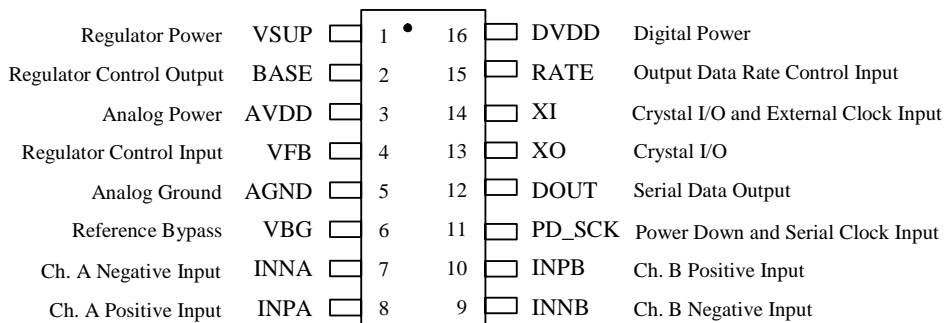 Regulator Power VSUP 1 16 DVDD Digital Power
Regulator Control Output BASE 2 15 RATE Output Data Rate Control Input
Analog Power AVDD 3 14 XI Crystal I/O and External Clock Input
Regulator Control Input VFB 4 13 XO Crystal I/O
Analog Ground AGND 5 12 DOUT Serial Data Output
Reference Bypass VBG 6 11 PD_SCK Power Down and Serial Clock Input
Ch. A Negative Input INNA 7 10 INPB Ch. B Positive Input
Ch. A Positive Input INPA 8 9 INNB Ch. B Negative Input